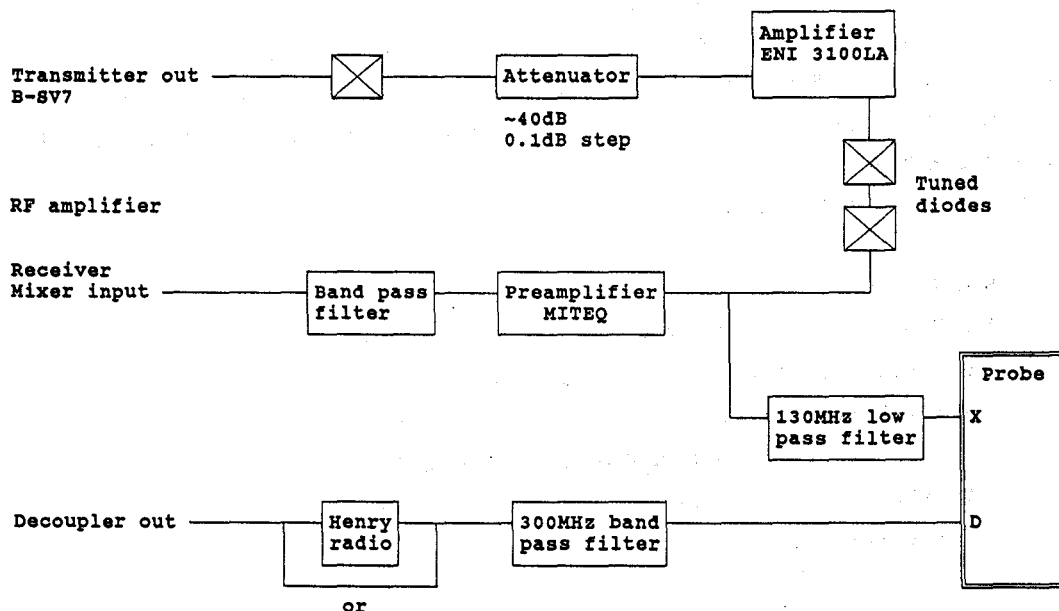 Amplifier
ENI 3100LA
Transmitter out
B-SV7
Attenuator
~40dB
0.1dB step
Tuned
diodes
RF amplifier
Receiver
Mixer input
Band pass
filter
Preamplifier
MITEQ
Probe
130MHz low
pass filter
X
Decoupler out
Henry
radio
300MHz band
pass filter
D
or